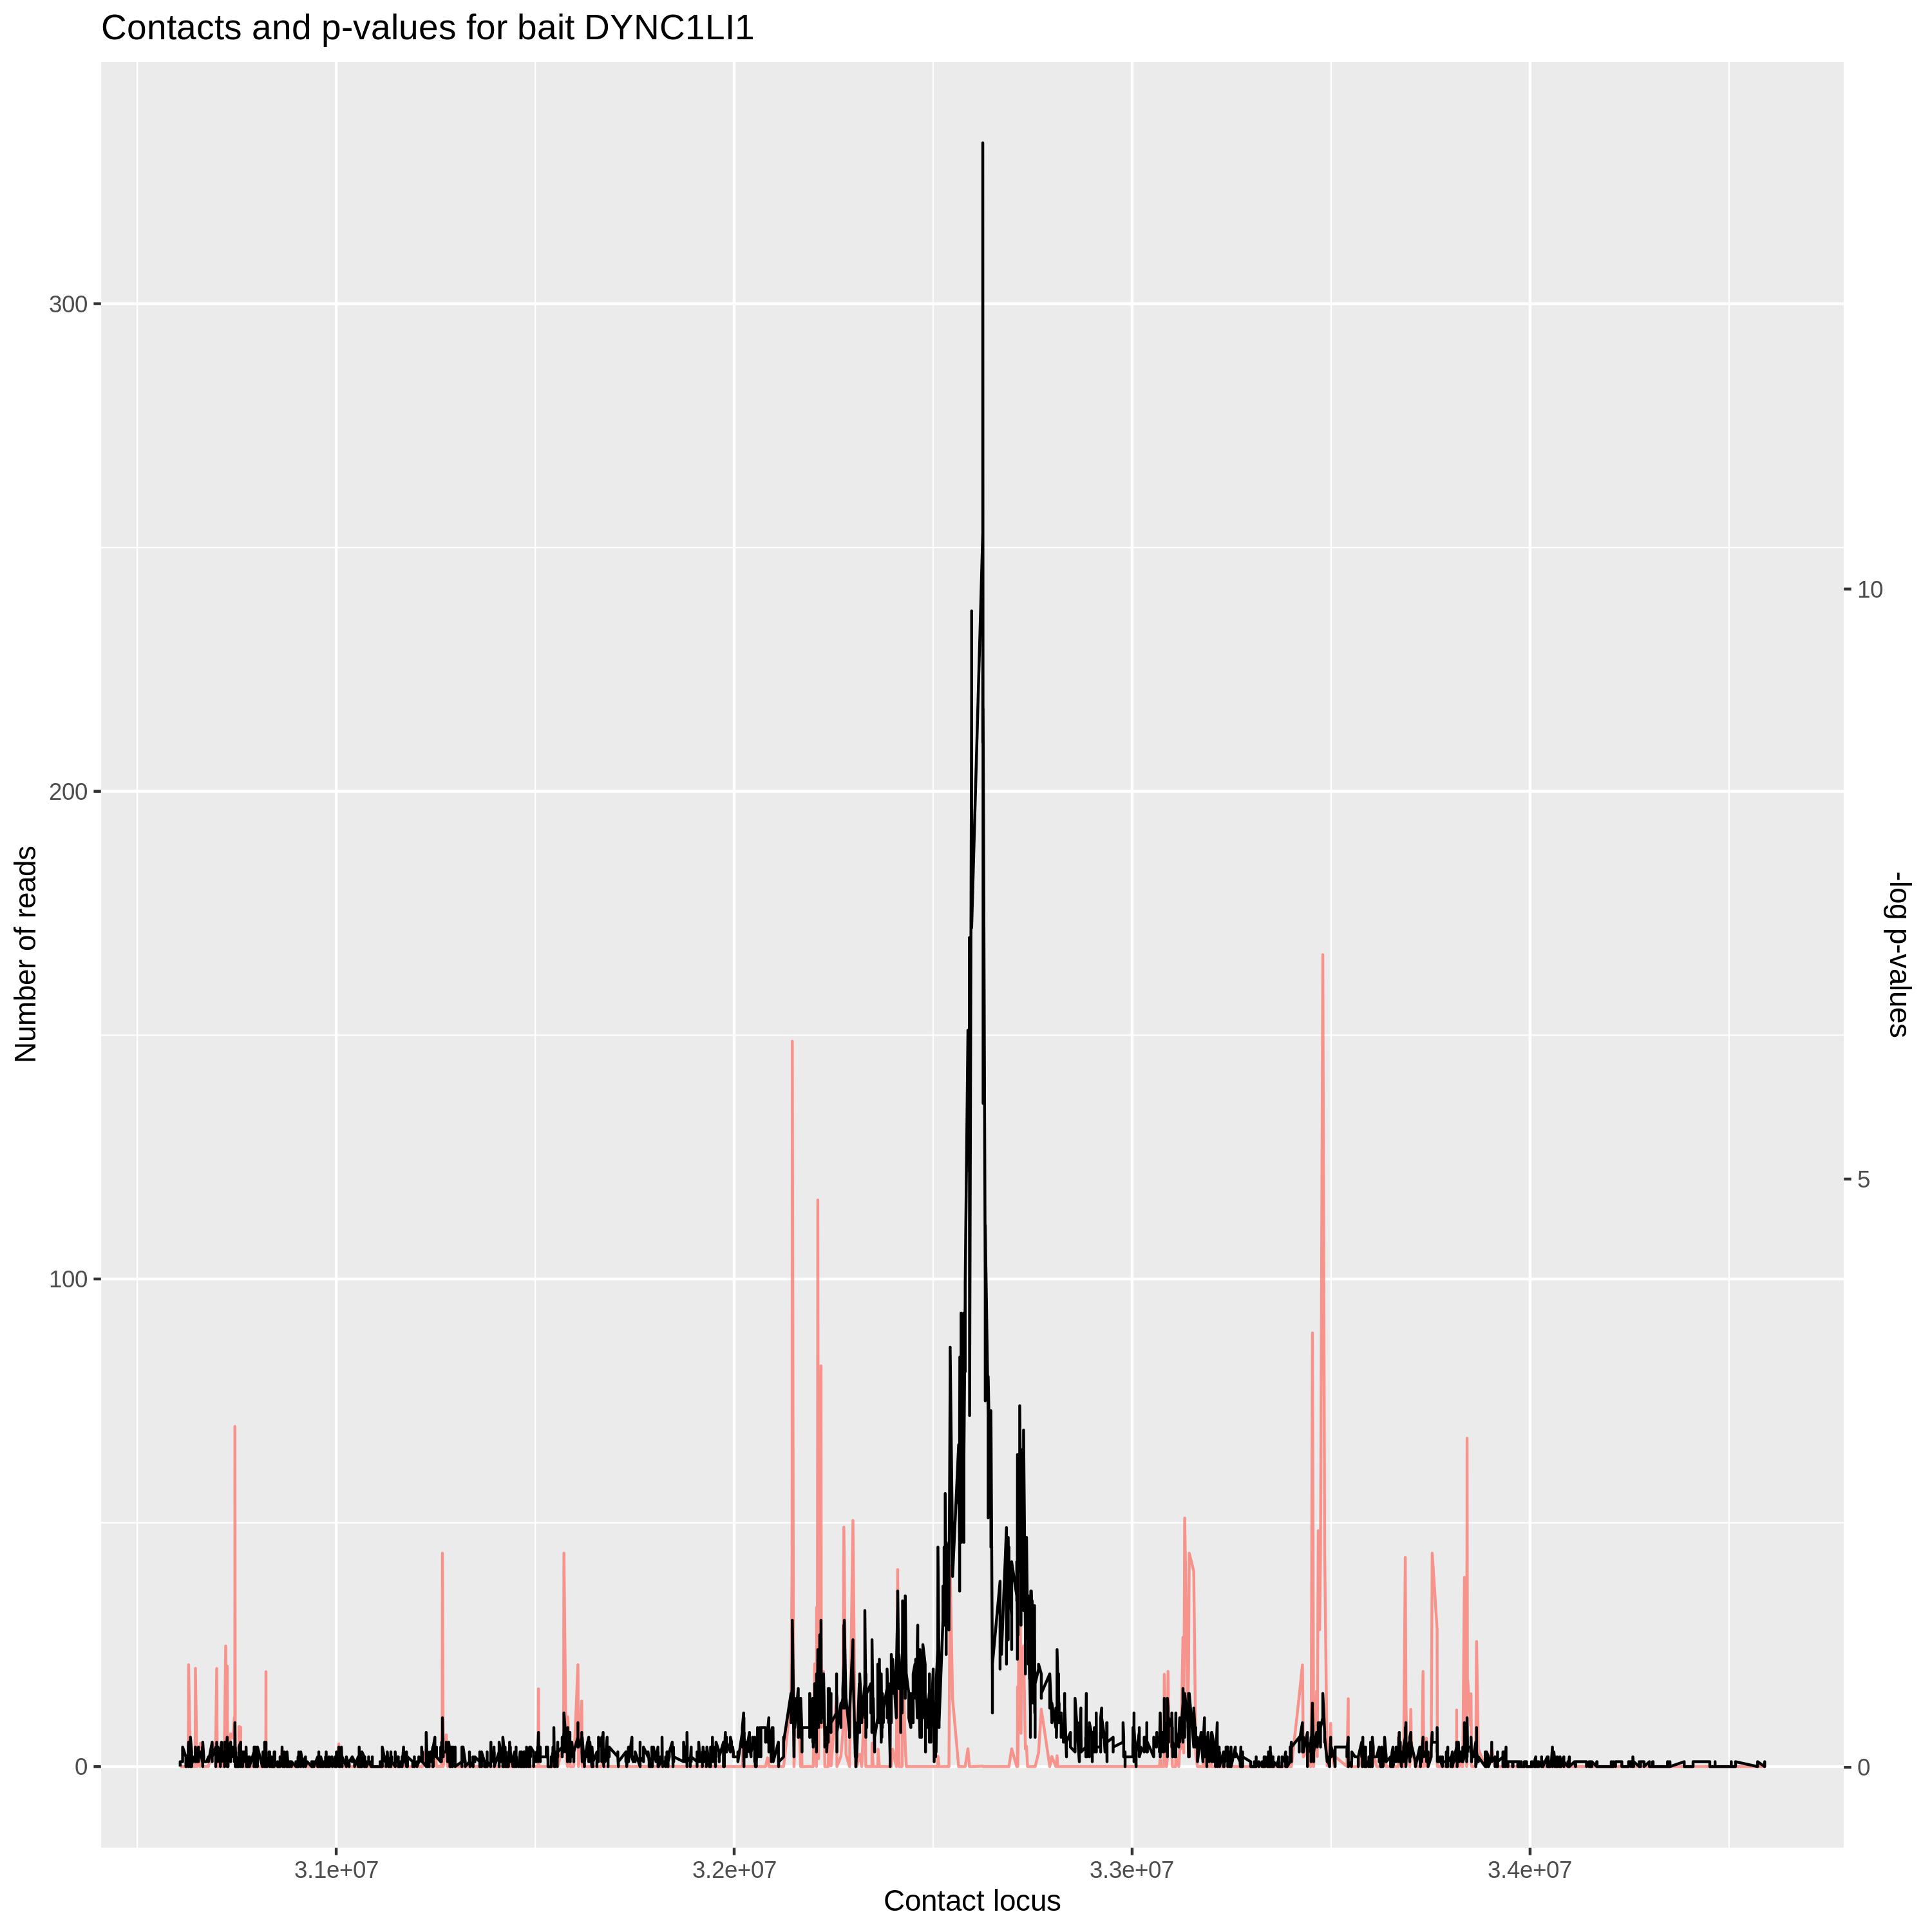 Contacts and p-values for bait DYNC1LI1
300
200
100
0
Number of reads
10
5
0
-log p-values
3.1e+07 3.2e+07 3.3e+07 3.4e+07
Contact locus